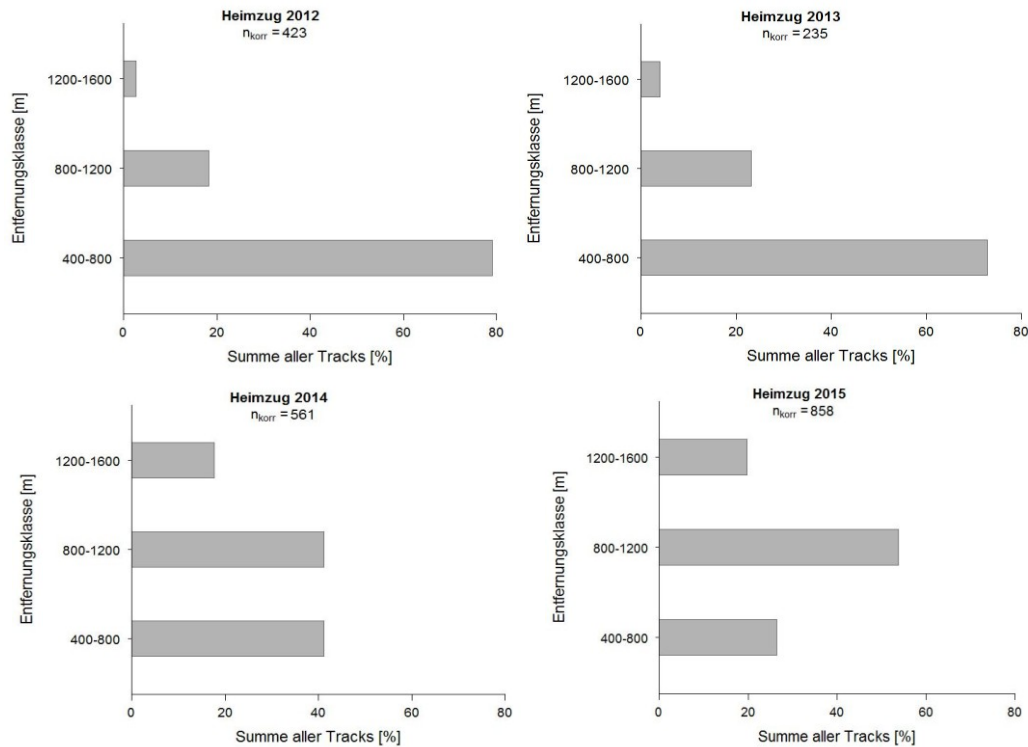 Heimzug 2012
nkorr = 423
Entfernungsklasse [m]
1200-1600
800-1200
400-800
0 20 40 60 80
Summe aller Tracks [%]
Heimzug 2013
nkorr = 235
Entfernungsklasse [m]
1200-1600
800-1200
400-800
0 20 40 60 80
Summe aller Tracks [%]
Heimzug 2014
nkorr = 561
Entfernungsklasse [m]
1200-1600
800-1200
400-800
0 20 40 60 80
Summe aller Tracks [%]
Heimzug 2015
nkorr = 858
Entfernungsklasse [m]
1200-1600
800-1200
400-800
0 20 40 60 80
Summe aller Tracks [%]